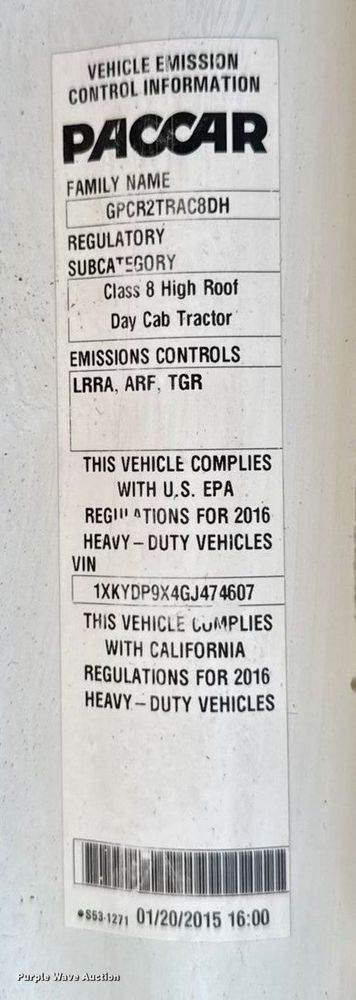 VEHICLE EMISSION
CONTROL INFORMATION
PACCAR
FAMILY NAME
GPCR2TRAC8DH
REGULATORY
SUBCATEGORY
Class 8 High Roof
Day Cab Tractor
EMISSIONS CONTROLS
LRRA, ARF, TGR
THIS VEHICLE COMPLIES
WITH U.S. EPA
REGULATIONS FOR 2016
HEAVY-DUTY VEHICLES
VIN
1XKYDP9X4GJ474607
THIS VEHICLE COMPLIES
WITH CALIFORNIA
REGULATIONS FOR 2016
HEAVY-DUTY VEHICLES
S53-1271 01/20/2015 16:00
Purple Wave Auction